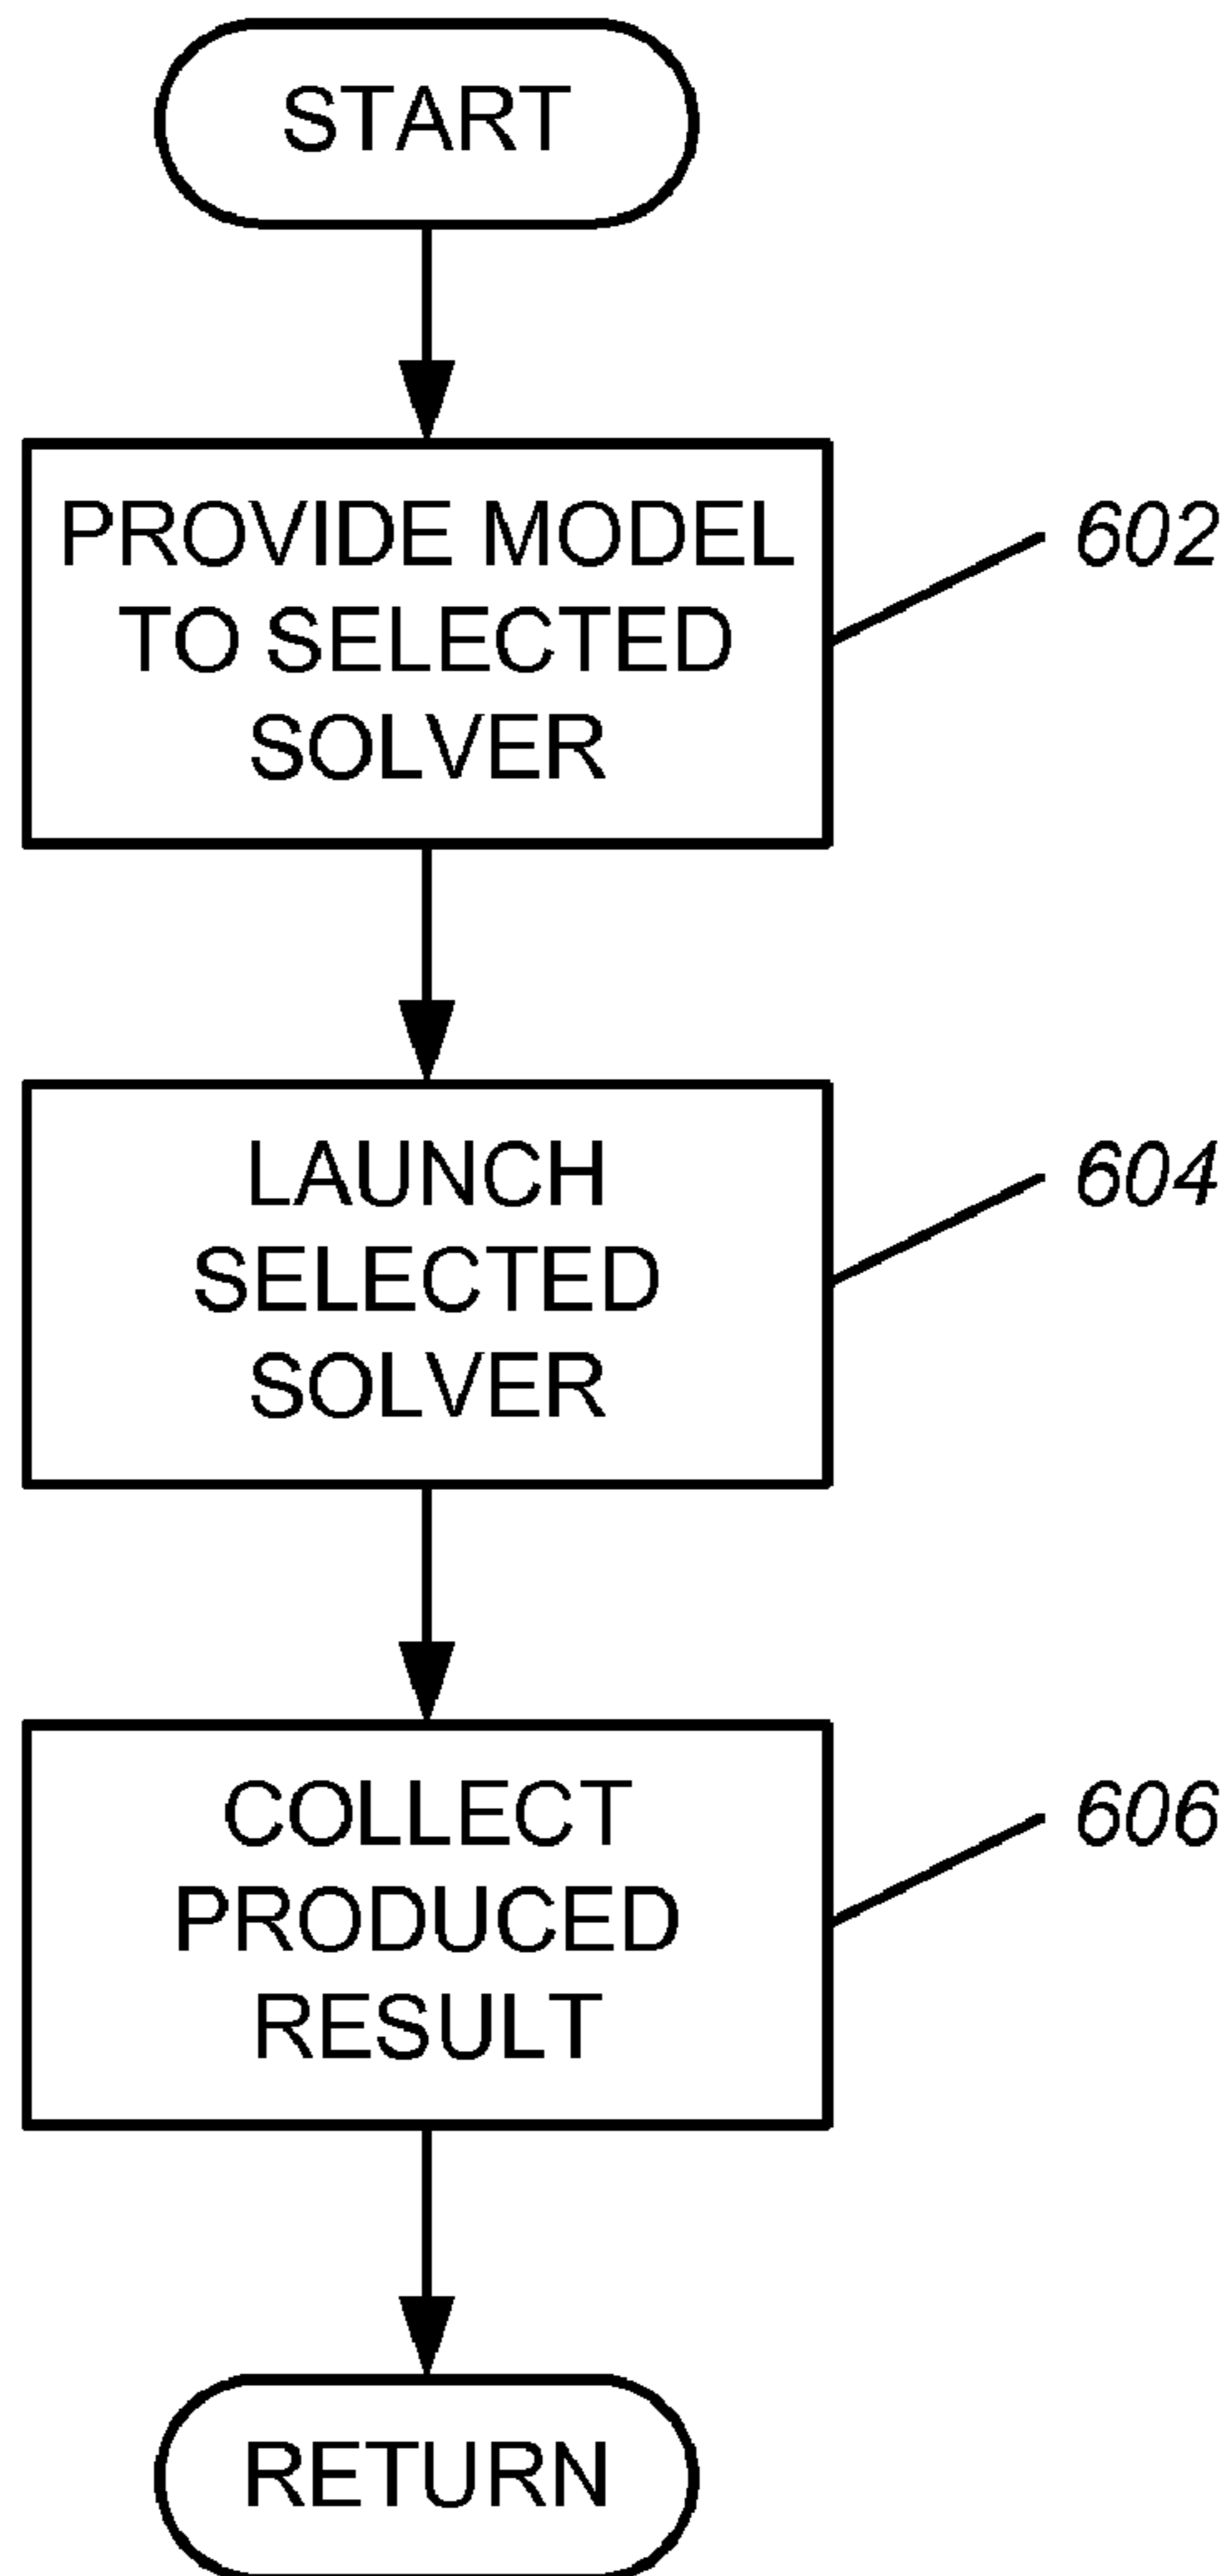 START
PROVIDE MODEL
TO SELECTED
SOLVER
602
LAUNCH
SELECTED
SOLVER
604
COLLECT
PRODUCED
RESULT
606
RETURN